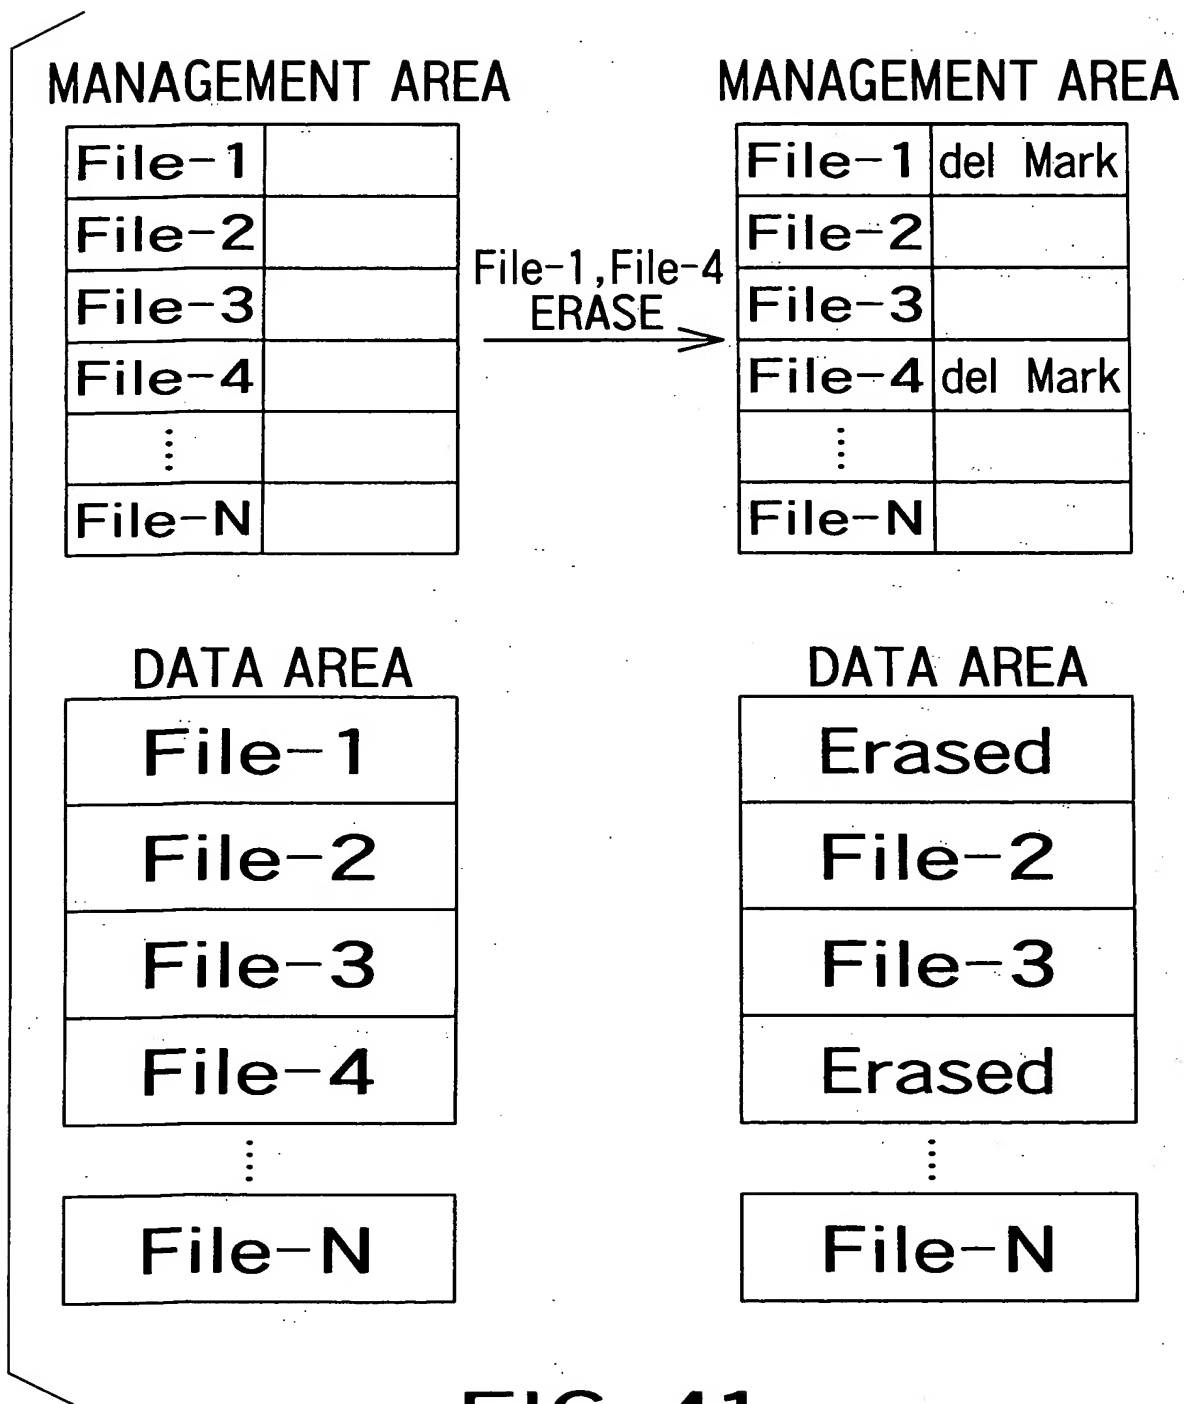 MANAGEMENT AREA
File-1
File-2
File-3
File-4
File-N
File-1,File-4
ERASE
MANAGEMENT AREA
File-1 del Mark
File-2
File-3
File-4 del Mark
File-N
DATA AREA
File-1
File-2
File-3
File-4
File-N
DATA AREA
Erased
File-2
File-3
Erased
File-N
FIG. 41